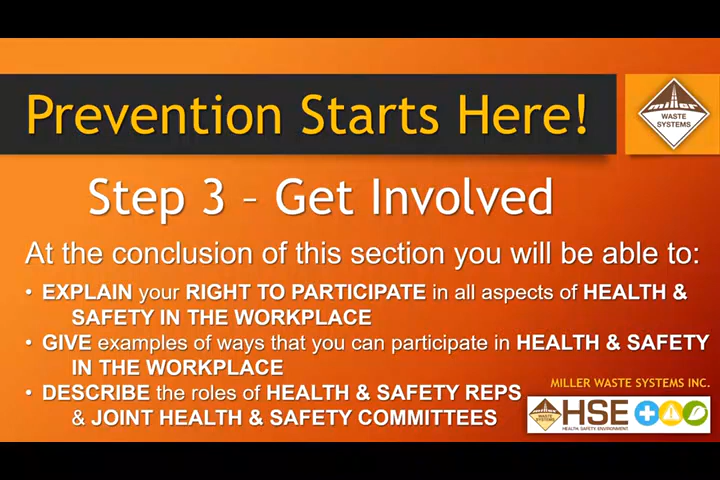 Prevention Starts Here!
miller
WASTE
SYSTEMS
Step 3 – Get Involved
At the conclusion of this section you will be able to:
• EXPLAIN your RIGHT TO PARTICIPATE in all aspects of HEALTH &
SAFETY IN THE WORKPLACE
• GIVE examples of ways that you can participate in HEALTH & SAFETY
IN THE WORKPLACE
• DESCRIBE the roles of HEALTH & SAFETY REPS
& JOINT HEALTH & SAFETY COMMITTEES
MILLER WASTE SYSTEMS INC.
WASTE
SYSTEMS
HSE
HEALTH SAFETY ENVIRONMENT